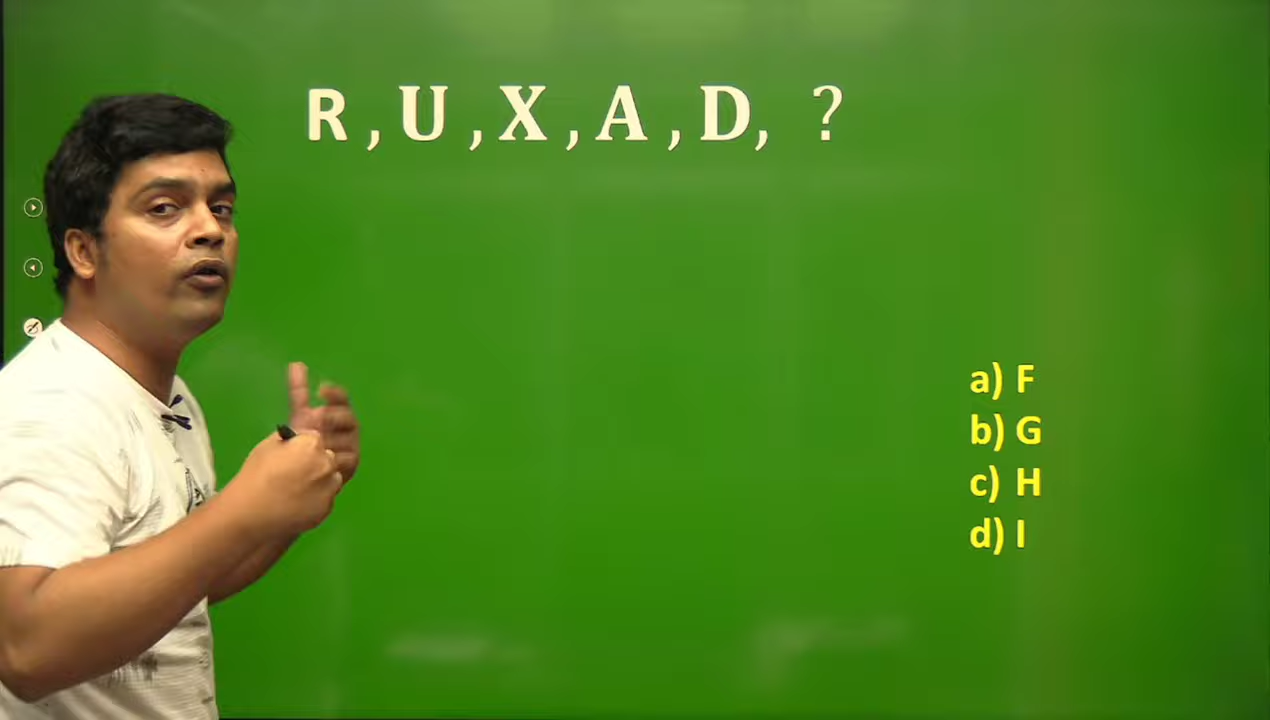 R , U , X , A , D, ?
a) F
b) G
c) H
d) I